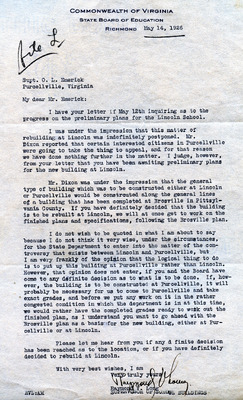 COMMONWEALTH OF VIRGINIA
STATE BOARD OF EDUCATION
RICHMOND May 14, 1926
Supt. O. L. Emerick
Purcellville, Virginia
My dear Mr. Emerick:
I have your letter if May 12th inquiring as to the
progress on the preliminary plans for the Lincoln School.
I was under the impression that this matter of
rebuilding at Lincoln was indefinitely postponed. Mr.
Dixon reported that certain interested citizens in Purcellville
were going into the thing to appeal, and for that reason
we have done nothing further in the matter. I judge, however,
from your letter that you have been awaiting preliminary plans
for the new building at Lincoln.
Mr. Dixon was under the impression that the general
type of building which was to be constructed either at Lincoln
or Purcellville would be constructed along the general lines
of a building that has been completed at Brosville in Pittsyl-
vania County. If you have definitely decided that the building
is to be rebuilt at Lincoln, we will at once get to work on the
finished plans and specifications, following the Brosville plan.
I do not wish to be quoted in what I am about to say
because I do not think it very wise, under the circumstances,
for the State Department to enter into the matter of the con-
troversy that exists between Lincoln and Purcellville, but
I am very frankly of the opinion that the logical thing to do
is to put up this building at Purcellville rather than Lincoln.
However, that opinion does not enter, if you and the Board have
come to any definite decision as to what is to be done. If, how-
ever, the building is to be constructed at Purcellville, it will
probably be necessary for us to come to Purcellville and take
exact grades, and before we put any work on it in the rather
congested condition in which the department is in at this time,
we would rather have the completed grades ready to work out the
finished plan, as I understand you want to go ahead with the
Brosville plan as a basis for the new building, either at Pur-
cellville or at Lincoln.
Please let me hear from you if any definite decision
has been reached as to the location, or if you have definitely
decided to rebuild at Lincoln.
With very best wishes, I am
Very truly yours,
Raymond V. Long
SUPERVISOR OF SCHOOL BUILDINGS